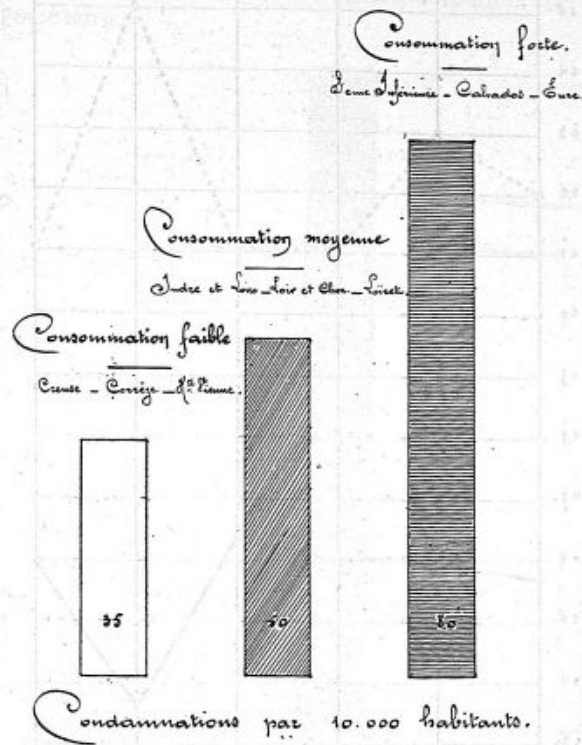 Consommation forte.
Seine Inférieure - Calvados - Eure
Consommation moyenne
Indre et Loire - Loir et Cher - Loiret.
Consommation faible
Creuse - Corrèze - Hte Vienne.
35
50
80
Condamnations par 10.000 habitants.